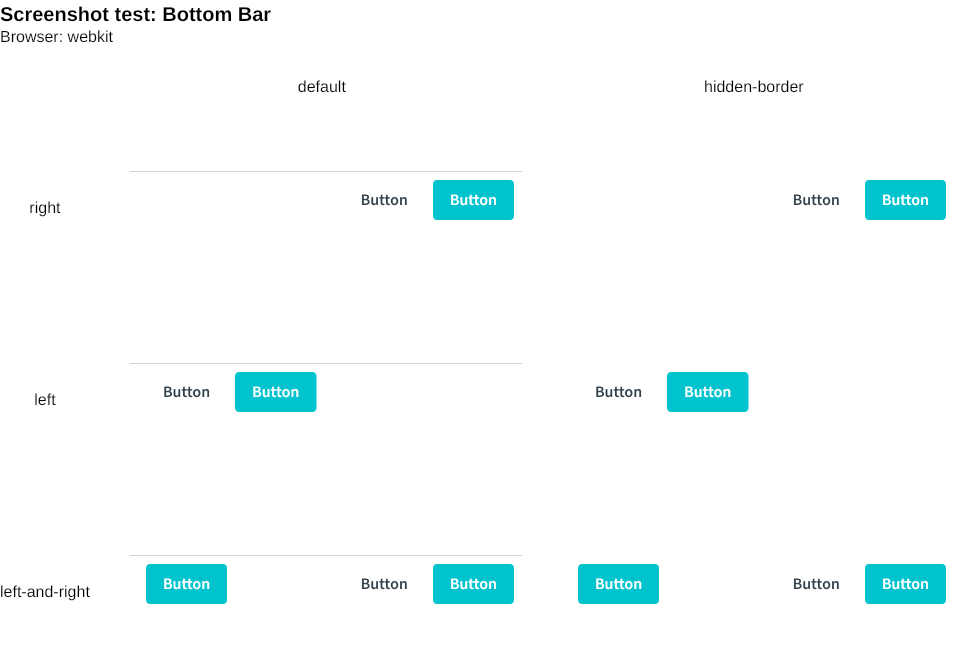 Screenshot test: Bottom Bar
Browser: webkit
default hidden-border
right Button Button Button Button
left Button Button Button Button
left-and-right Button Button Button Button Button Button